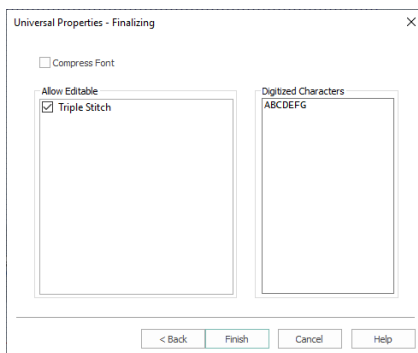 Universal Properties - Finalizing
Compress Font
Allow Editable
Triple Stitch
Digitized Characters
ABCDEFG
< Back
Finish
Cancel
Help